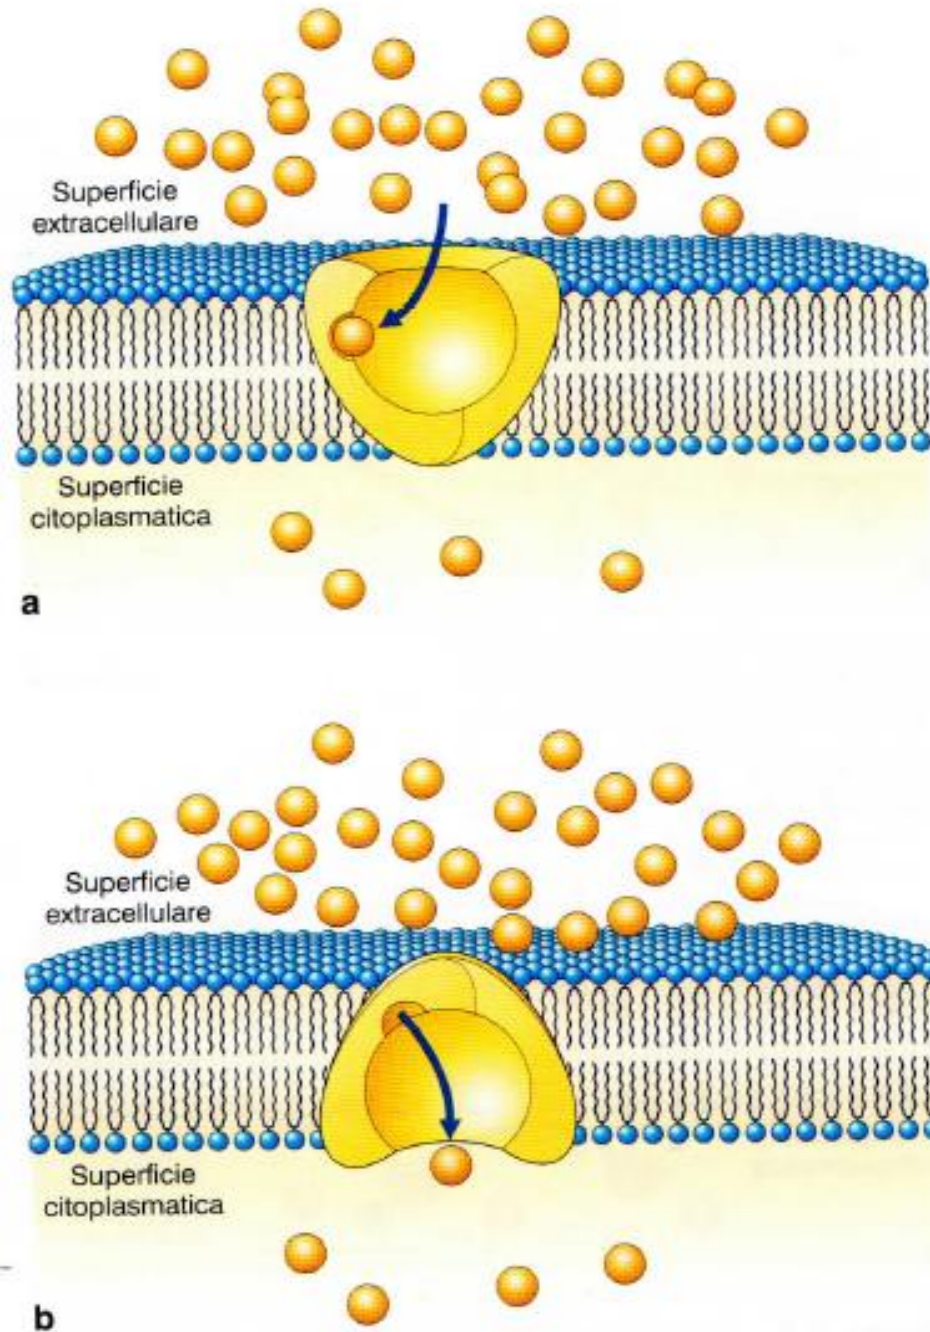 Superficie
extracellulare
Superficie
citoplasmatica
a
Superficie
extracellulare
Superficie
citoplasmatica
b